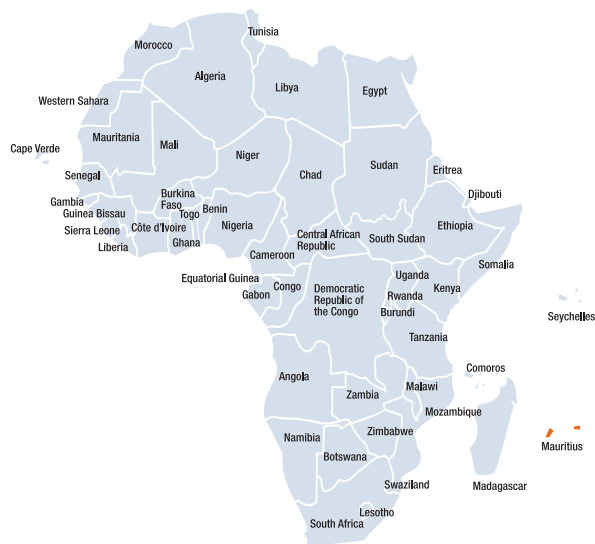 Tunisia
Morocco
Algeria
Libya
Egypt
Western Sahara
Mauritania
Mali
Cape Verde
Niger
Chad
Sudan
Senegal
Eritrea
Gambia
Burkina
Faso
Djibouti
Guinea Bissau
Togo
Benin
Sierra Leone
Côte d'Ivoire
Nigeria
Ethiopia
Liberia
Ghana
Central African
Republic
South Sudan
Cameroon
Somalia
Equatorial Guinea
Congo
Uganda
Gabon
Democratic
Republic of
the Congo
Rwanda
Kenya
Burundi
Seychelles
Tanzania
Comoros
Angola
Malawi
Zambia
Mozambique
Namibia
Zimbabwe
Mauritius
Botswana
Swaziland
Madagascar
Lesotho
South Africa